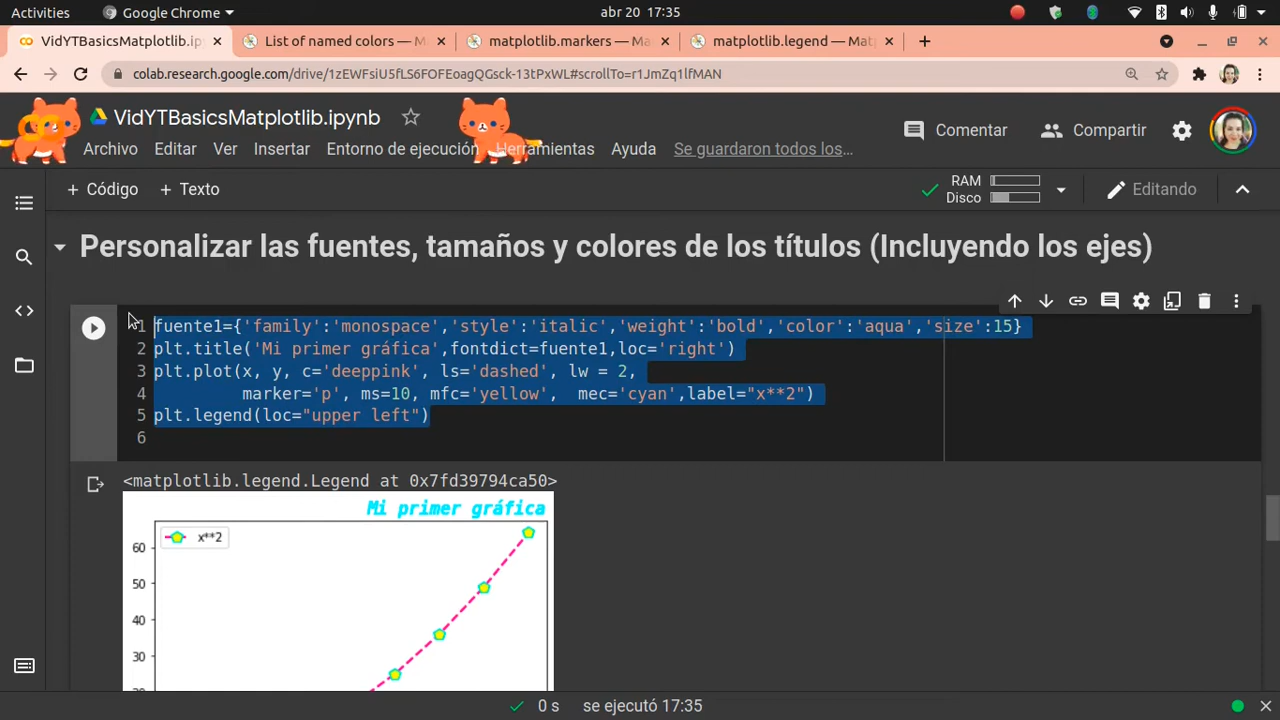 Activities
Google Chrome
abr 20 17:35
VidYTBasicsMatplotlib.ip
List of named colors — M
matplotlib.markers — Ma
matplotlib.legend — Mat
colab.research.google.com/drive/1zEWFsiU5fLS6FOFEoagQGsck-13tPxWL#scrollTo=r1JmZq1lfMAN
VidYTBasicsMatplotlib.ipynb
Comentar
Compartir
Archivo Editar Ver Insertar Entorno de ejecución Herramientas Ayuda Se guardaron todos los...
+ Código + Texto
RAM
Disco
Editando
Personalizar las fuentes, tamaños y colores de los títulos (Incluyendo los ejes)
1 fuente1={'family':'monospace','style':'italic','weight':'bold','color':'aqua','size':15}
2 plt.title('Mi primer gráfica',fontdict=fuente1,loc='right')
3 plt.plot(x, y, c='deeppink', ls='dashed', lw = 2,
4 marker='p', ms=10, mfc='yellow', mec='cyan',label="x**2")
5 plt.legend(loc="upper left")
6
<matplotlib.legend.Legend at 0x7fd39794ca50>
Mi primer gráfica
x**2
60
50
40
30
0 s se ejecutó 17:35